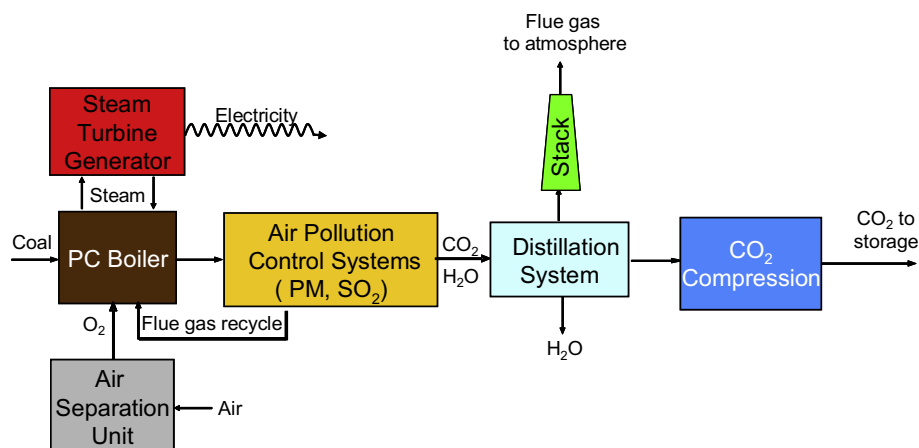 Flue gas
to atmosphere
Steam
Turbine
Generator
Electricity
Stack
Steam
Coal
PC Boiler
Air Pollution
Control Systems
( PM, SO₂)
CO₂
H₂O
Distillation
System
CO₂
Compression
CO₂ to
storage
O₂
Flue gas recycle
H₂O
Air
Separation
Unit
Air